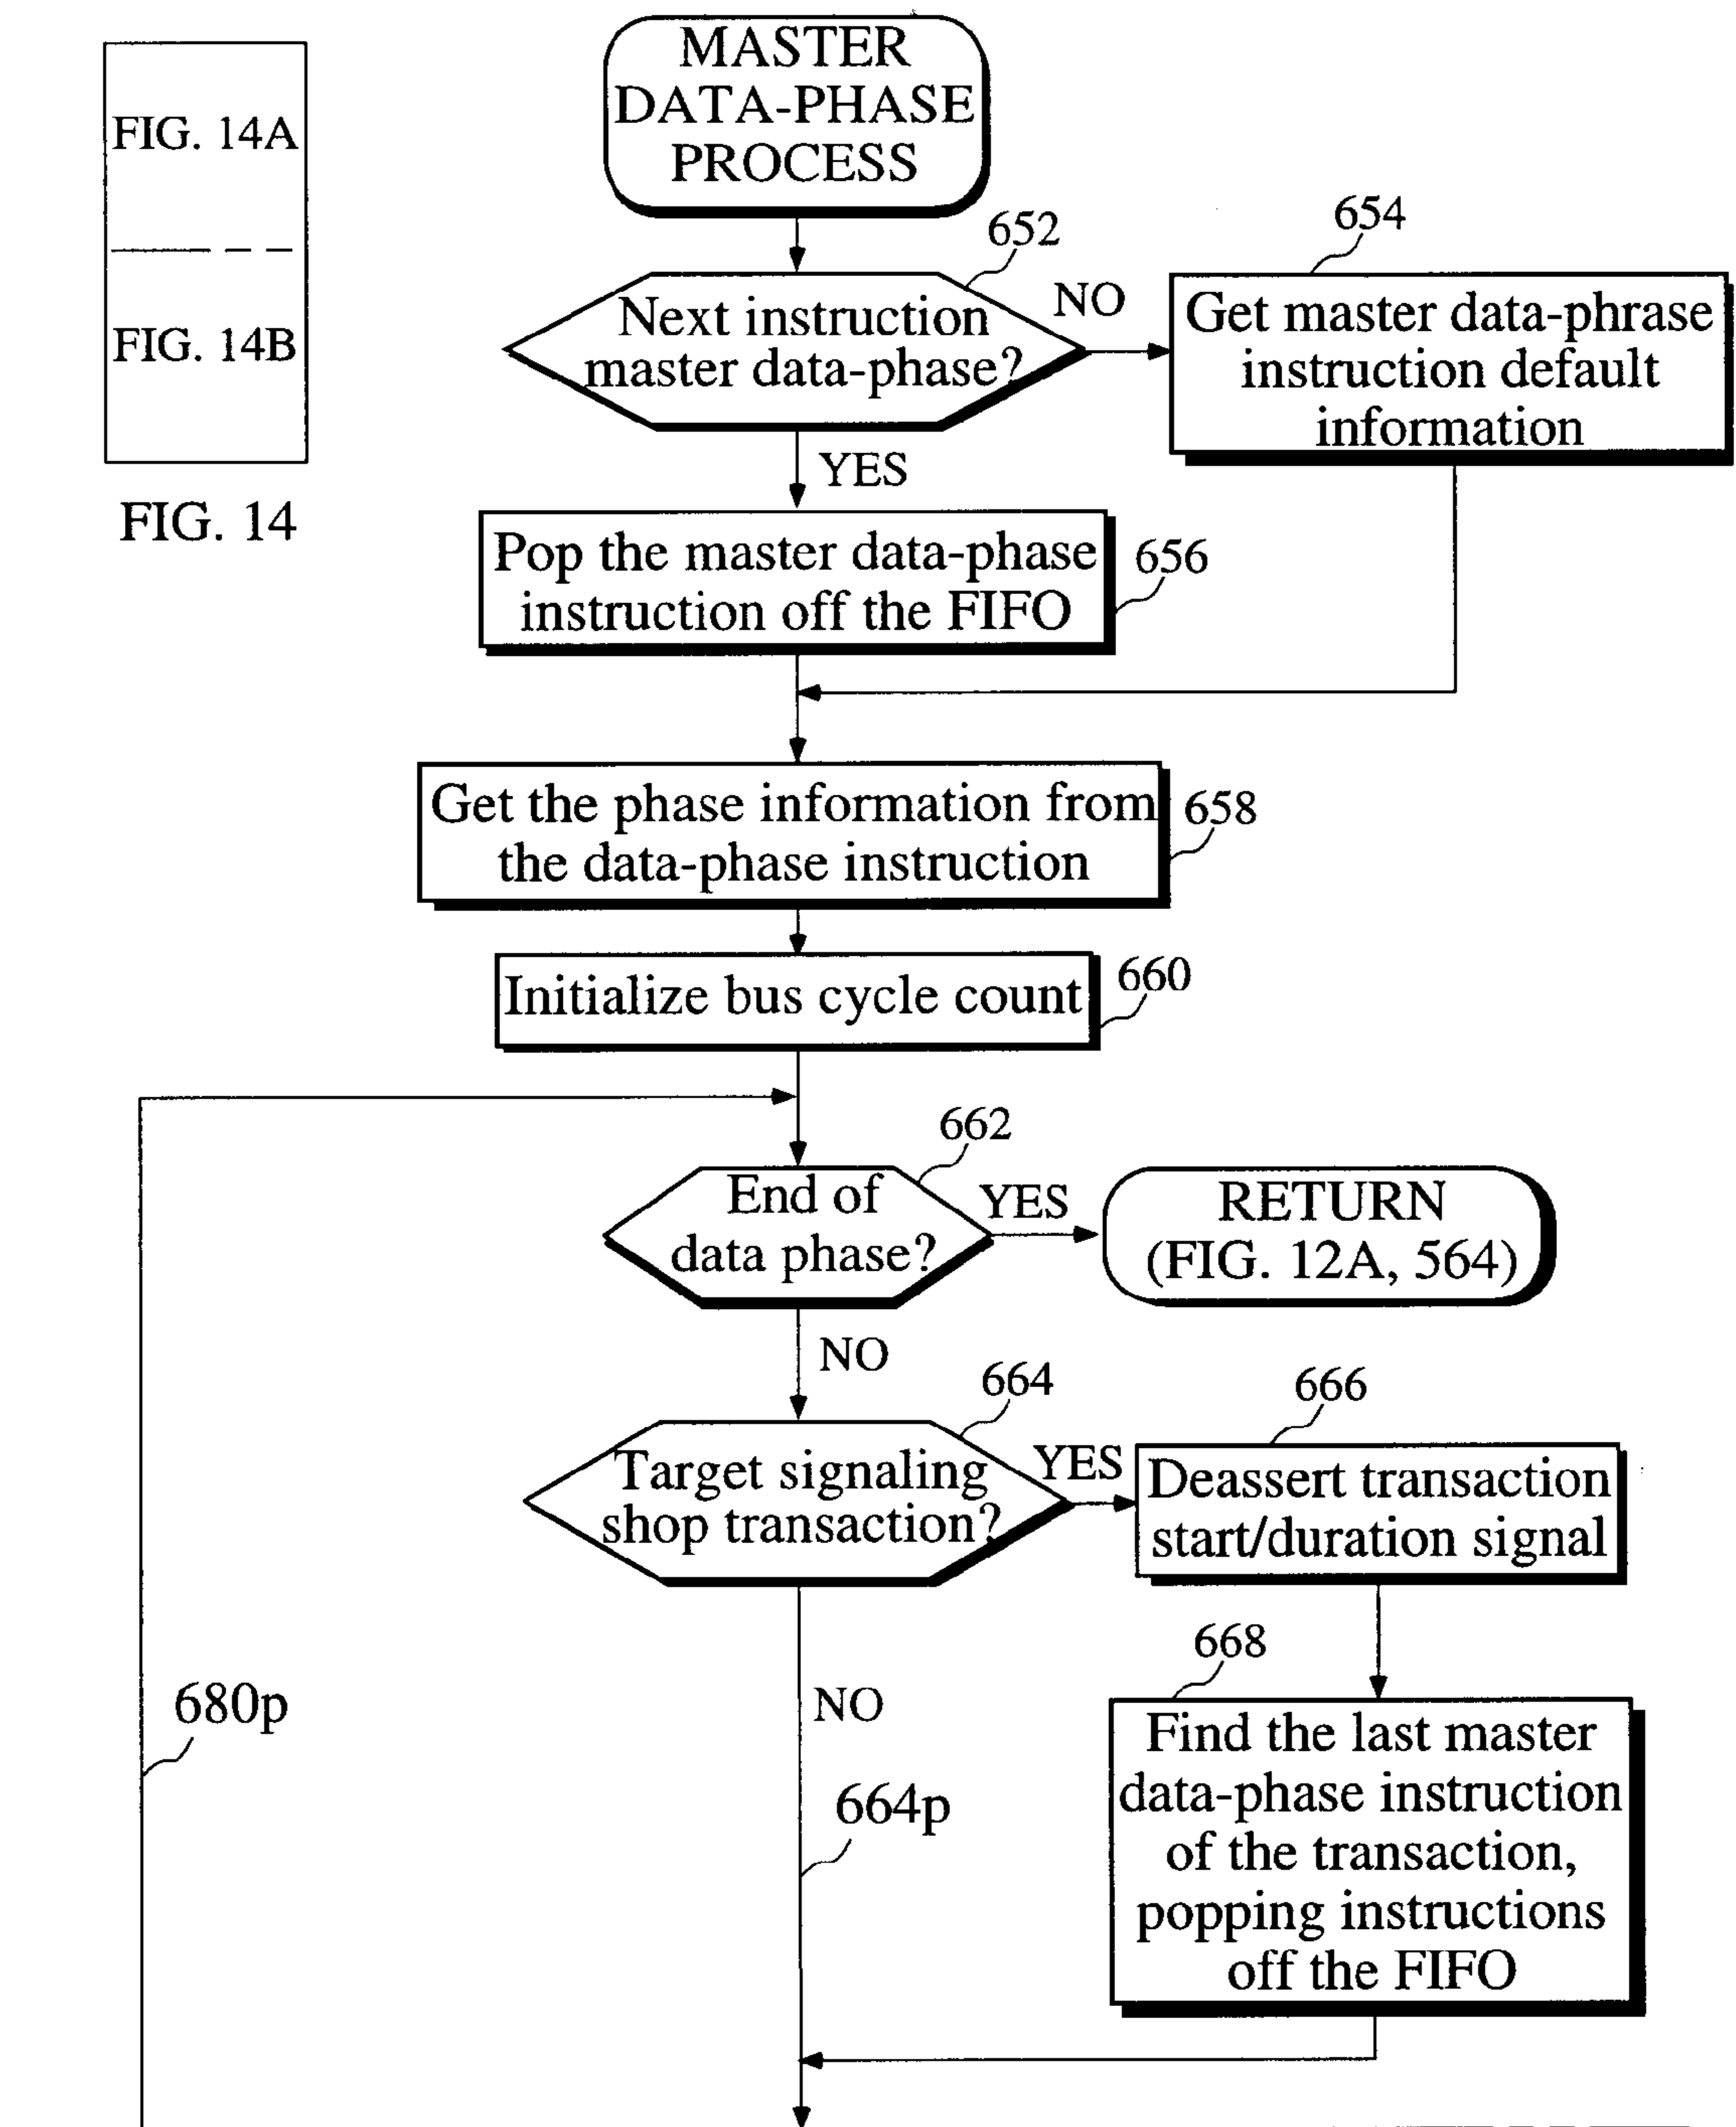 MASTER
DATA-PHASE
PROCESS
FIG. 14A
FIG. 14B
FIG. 14
652
Next instruction
master data-phase?
NO
654
Get master data-phrase
instruction default
information
YES
Pop the master data-phase
instruction off the FIFO
656
Get the phase information from
the data-phase instruction
658
Initialize bus cycle count
660
662
End of
data phase?
YES
RETURN
(FIG. 12A, 564)
NO
664
Target signaling
shop transaction?
YES
666
Deassert transaction
start/duration signal
668
Find the last master
data-phase instruction
of the transaction,
popping instructions
off the FIFO
NO
664p
680p